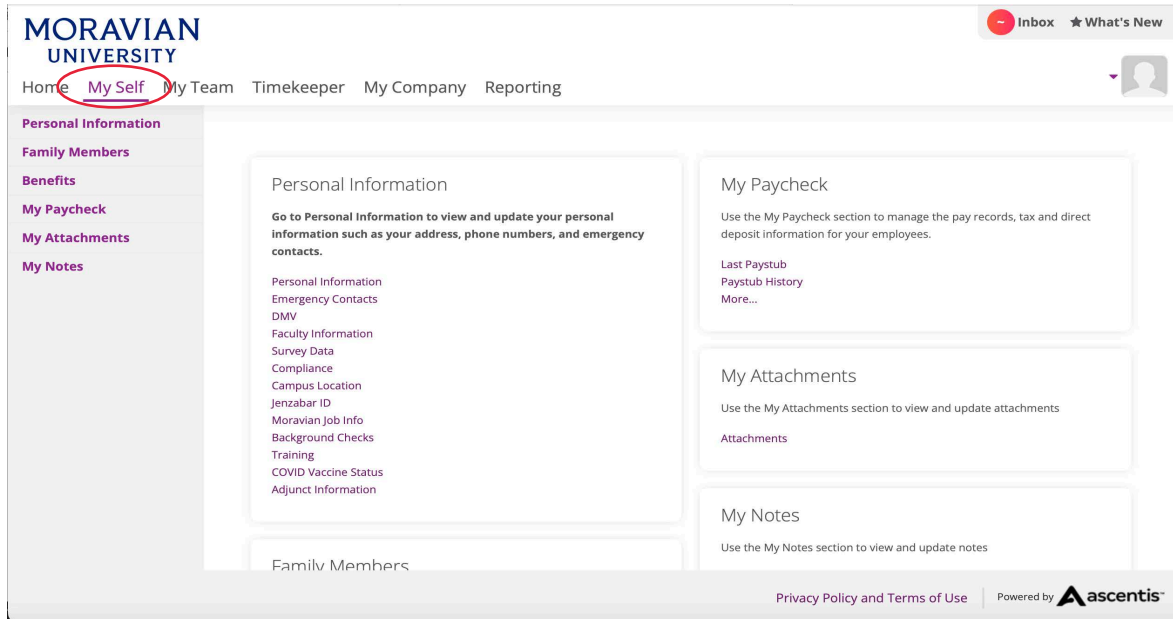 MORAVIAN
UNIVERSITY
~ Inbox ★ What's New
Home My Self My Team Timekeeper My Company Reporting
Personal Information
Family Members
Benefits
My Paycheck
My Attachments
My Notes
Personal Information
Go to Personal Information to view and update your personal
information such as your address, phone numbers, and emergency
contacts.
Personal Information
Emergency Contacts
DMV
Faculty Information
Survey Data
Compliance
Campus Location
Jenzabar ID
Moravian Job Info
Background Checks
Training
COVID Vaccine Status
Adjunct Information
Family Members
My Paycheck
Use the My Paycheck section to manage the pay records, tax and direct
deposit information for your employees.
Last Paystub
Paystub History
More...
My Attachments
Use the My Attachments section to view and update attachments
Attachments
My Notes
Use the My Notes section to view and update notes
Privacy Policy and Terms of Use
Powered by ascentis